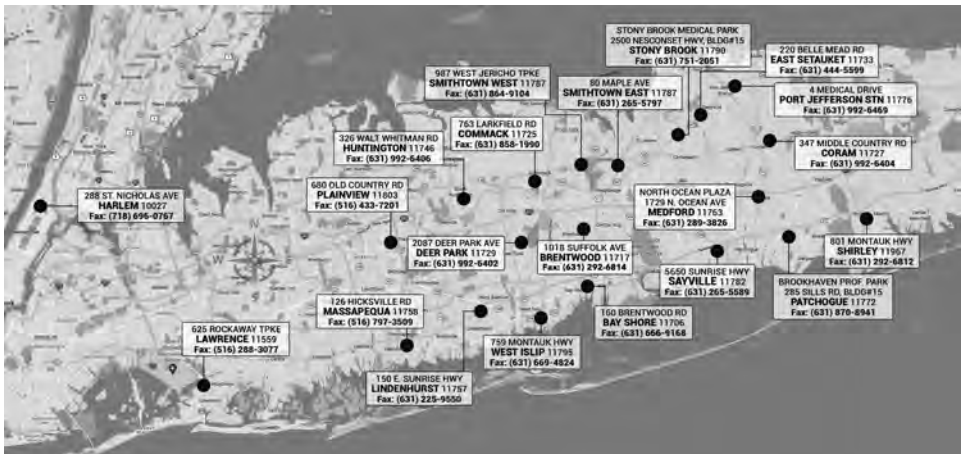 STONY BROOK MEDICAL PARK
2500 NESCONSET HWY, BLDG#15
STONY BROOK 11790
Fax: (631) 751-2051
220 BELLE MEAD RD
EAST SETAUKET 11733
Fax: (631) 444-5599
987 WEST JERICHO TPKE
SMITHTOWN WEST 11787
Fax: (631) 864-9104
80 MAPLE AVE
SMITHTOWN EAST 11787
Fax: (631) 265-5797
4 MEDICAL DRIVE
PORT JEFFERSON STN 11776
Fax: (631) 992-6469
763 LARKFIELD RD
COMMACK 11725
Fax: (631) 858-1990
326 WALT WHITMAN RD
HUNTINGTON 11746
Fax: (631) 992-6406
347 MIDDLE COUNTRY RD
CORAM 11727
Fax: (631) 992-6404
680 OLD COUNTRY RD
PLAINVIEW 11803
Fax: (516) 433-7201
288 ST. NICHOLAS AVE
HARLEM 10027
Fax: (718) 696-0767
NORTH OCEAN PLAZA
1729 N. OCEAN AVE
MEDFORD 11763
Fax: (631) 289-3826
2087 DEER PARK AVE
DEER PARK 11729
Fax: (631) 992-6402
1018 SUFFOLK AVE
BRENTWOOD 11717
Fax: (631) 292-6814
801 MONTAUK HWY
SHIRLEY 11967
Fax: (631) 292-6812
5650 SUNRISE HWY
SAYVILLE 11782
Fax: (631) 265-5589
BROOKHAVEN PROF. PARK
285 SILLS RD, BLDG#15
PATCHOGUE 11772
Fax: (631) 870-8941
126 HICKSVILLE RD
MASSAPEQUA 11758
Fax: (516) 797-3509
160 BRENTWOOD RD
BAY SHORE 11706
Fax: (631) 666-9168
625 ROCKAWAY TPKE
LAWRENCE 11559
Fax: (516) 288-3077
759 MONTAUK HWY
WEST ISLIP 11795
Fax: (631) 669-4824
150 E. SUNRISE HWY
LINDENHURST 11757
Fax: (631) 225-9550